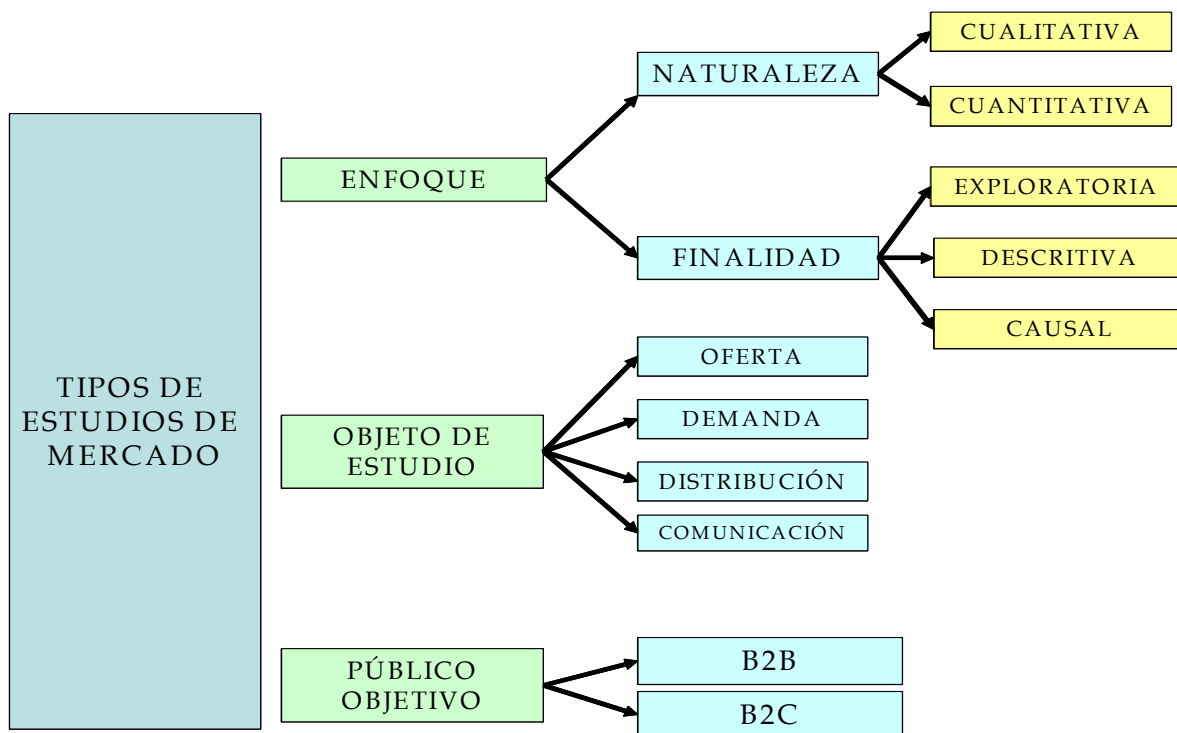 TIPOS DE
ESTUDIOS DE
MERCADO
ENFOQUE
NATURALEZA
CUALITATIVA
CUANTITATIVA
FINALIDAD
EXPLORATORIA
DESCRITIVA
CAUSAL
OBJETO DE
ESTUDIO
OFERTA
DEMANDA
DISTRIBUCIÓN
COMUNICACIÓN
PÚBLICO
OBJETIVO
B2B
B2C